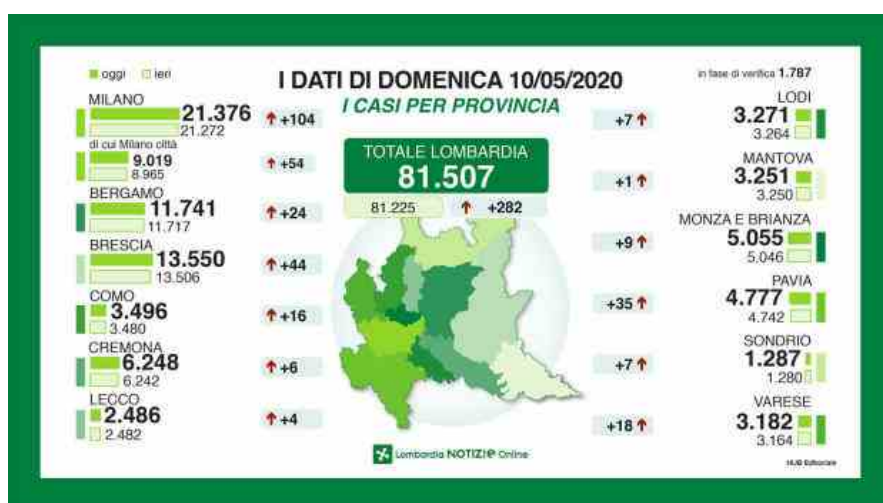 oggi ieri
I DATI DI DOMENICA 10/05/2020
I CASI PER PROVINCIA
in fase di verifica 1.787
TOTALE LOMBARDIA
81.507
81.225 +282
MILANO
21.376 +104
21.272
di cui Milano città
9.019 +54
8.965
BERGAMO
11.741 +24
11.717
BRESCIA
13.550 +44
13.506
COMO
3.496 +16
3.480
CREMONA
6.248 +6
6.242
LECCO
2.486 +4
2.482
LODI
+7 3.271
3.264
MANTOVA
+1 3.251
3.250
MONZA E BRIANZA
+9 5.055
5.046
PAVIA
+35 4.777
4.742
SONDRIO
+7 1.287
1.280
VARESE
+18 3.182
3.164
Lombardia NOTIZIE Online
HUB Editoriale